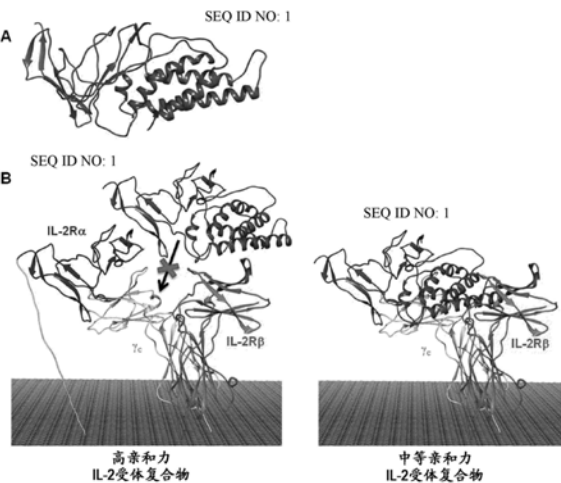 SEQ ID NO: 1
A
SEQ ID NO: 1
B
SEQ ID NO: 1
IL-2Rα
IL-2Rβ
γc
γc
IL-2Rβ
高亲和力
IL-2受体复合物
中等亲和力
IL-2受体复合物